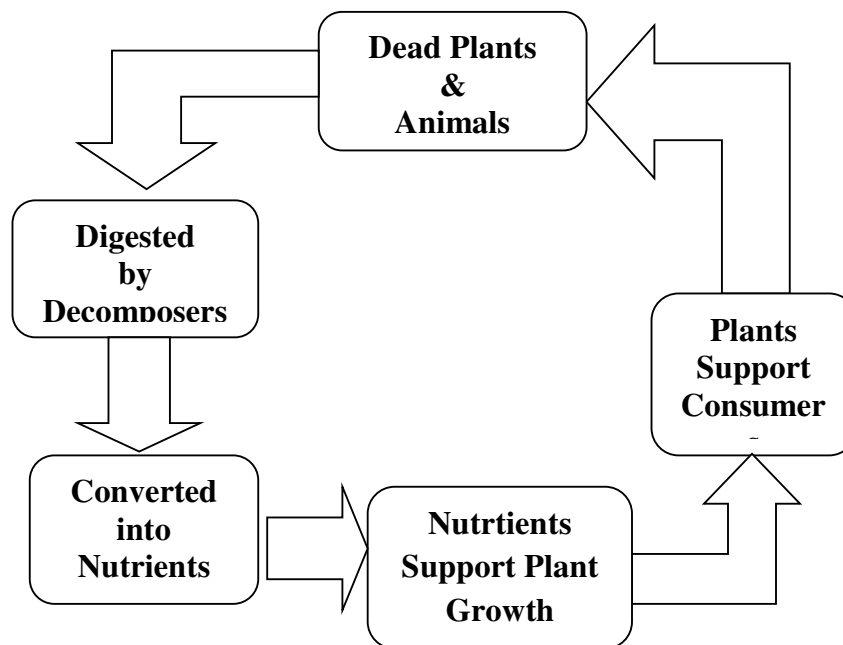 Dead Plants
&
Animals
Digested
by
Decomposers
Converted
into
Nutrients
Nutrtients
Support Plant
Growth
Plants
Support
Consumer